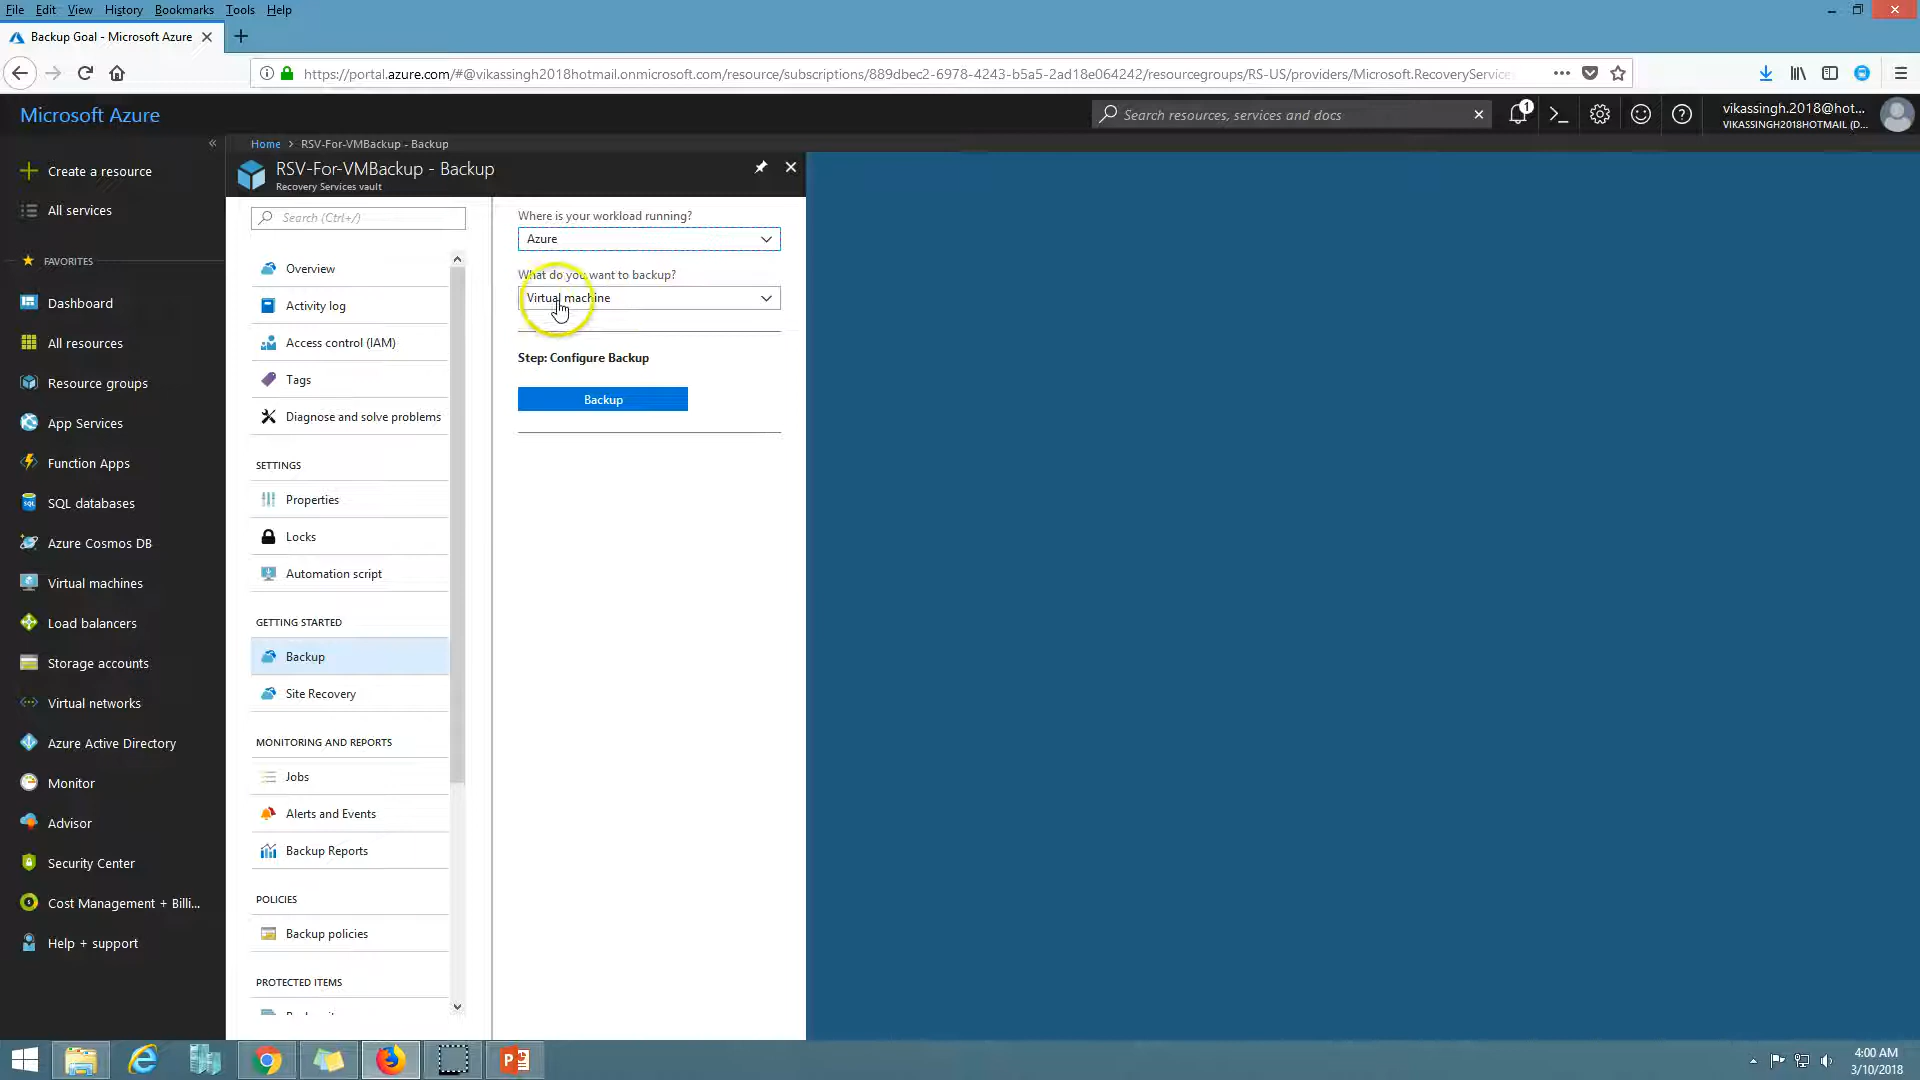 File Edit View History Bookmarks Tools Help
Backup Goal - Microsoft Azure
https://portal.azure.com/#@vikassingh2018hotmail.onmicrosoft.com/resource/subscriptions/889dbec2-6978-4243-b5a5-2ad18e064242/resourcegroups/RS-US/providers/Microsoft.RecoveryService
Microsoft Azure
Search resources, services and docs
1
vikassingh.2018@hot...
VIKASSINGH2018HOTMAIL (D...
Home > RSV-For-VMBackup - Backup
RSV-For-VMBackup - Backup
Recovery Services vault
Create a resource
All services
FAVORITES
Dashboard
All resources
Resource groups
App Services
Function Apps
SQL databases
Azure Cosmos DB
Virtual machines
Load balancers
Storage accounts
Virtual networks
Azure Active Directory
Monitor
Advisor
Security Center
Cost Management + Billi...
Help + support
Search (Ctrl+/)
Overview
Activity log
Access control (IAM)
Tags
Diagnose and solve problems
SETTINGS
Properties
Locks
Automation script
GETTING STARTED
Backup
Site Recovery
MONITORING AND REPORTS
Jobs
Alerts and Events
Backup Reports
POLICIES
Backup policies
PROTECTED ITEMS
Where is your workload running?
Azure
What do you want to backup?
Virtual machine
Step: Configure Backup
Backup
4:00 AM
3/10/2018